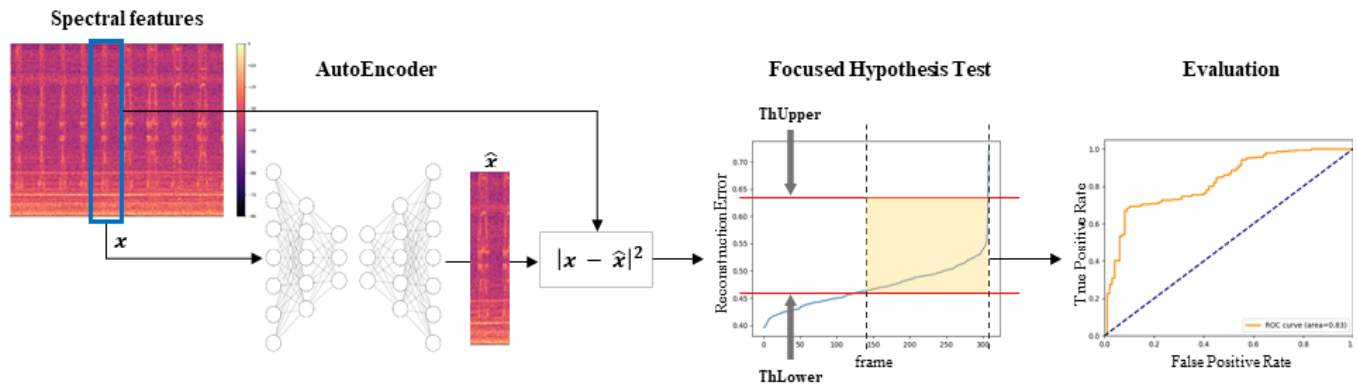 Spectral features
AutoEncoder
Focused Hypothesis Test
Evaluation
x
x̂
|x − x̂|²
ThUpper
ThLower
ReconstructionError
0.70
0.65
0.60
0.55
0.50
0.45
0.40
0
50
100
150
200
250
300
frame
True Positive Rate
1.0
0.8
0.6
0.4
0.2
0.0
0.0
0.2
0.4
0.6
0.8
1.
ROC curve (area=0.83)
False Positive Rate